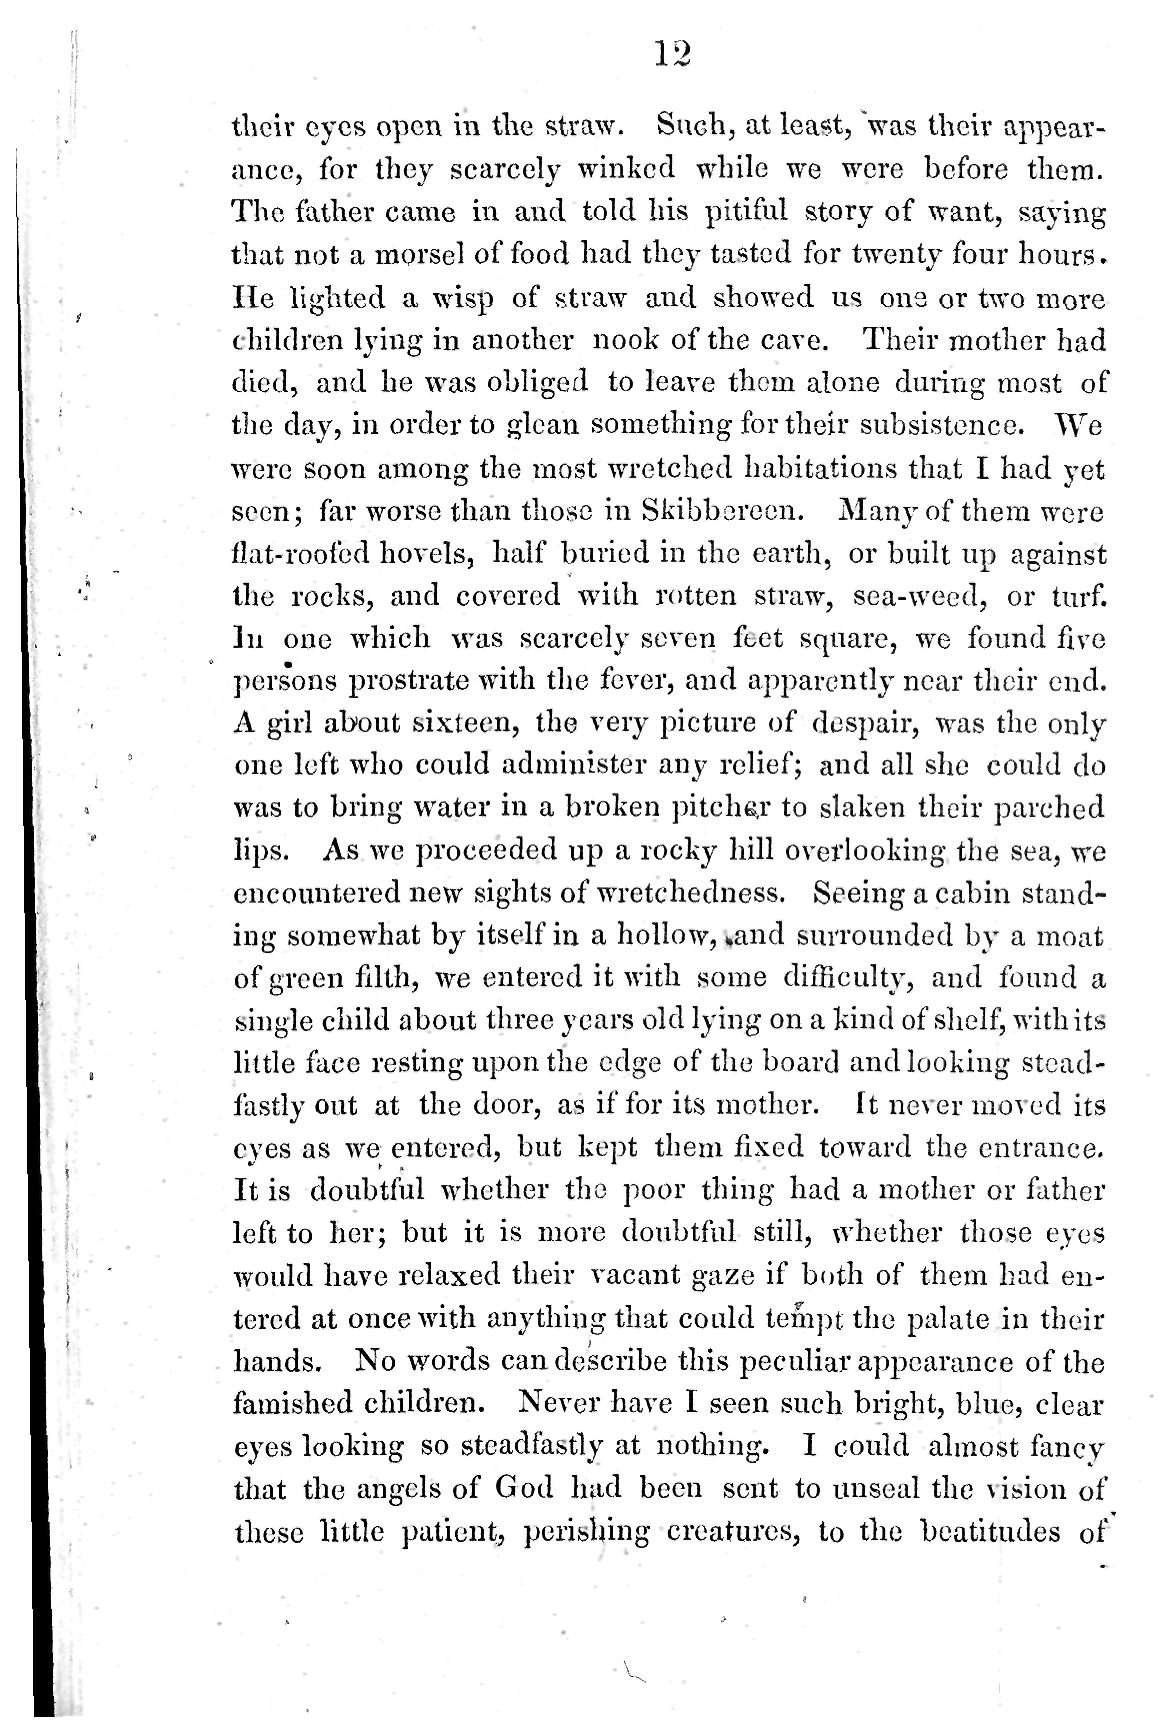 12
their eyes open in the straw. Such, at least, was their appear-
ance, for they scarcely winked while we were before them.
The father came in and told his pitiful story of want, saying
that not a morsel of food had they tasted for twenty four hours.
He lighted a wisp of straw and showed us one or two more
children lying in another nook of the cave. Their mother had
died, and he was obliged to leave them alone during most of
the day, in order to glean something for their subsistence. We
were soon among the most wretched habitations that I had yet
seen; far worse than those in Skibbereen. Many of them were
flat-roofed hovels, half buried in the earth, or built up against
the rocks, and covered with rotten straw, sea-weed, or turf.
In one which was scarcely seven feet square, we found five
persons prostrate with the fever, and apparently near their end.
A girl about sixteen, the very picture of despair, was the only
one left who could administer any relief; and all she could do
was to bring water in a broken pitcher to slaken their parched
lips. As we proceeded up a rocky hill overlooking the sea, we
encountered new sights of wretchedness. Seeing a cabin stand-
ing somewhat by itself in a hollow, and surrounded by a moat
of green filth, we entered it with some difficulty, and found a
single child about three years old lying on a kind of shelf, with its
little face resting upon the edge of the board and looking stead-
fastly out at the door, as if for its mother. It never moved its
eyes as we entered, but kept them fixed toward the entrance.
It is doubtful whether the poor thing had a mother or father
left to her; but it is more doubtful still, whether those eyes
would have relaxed their vacant gaze if both of them had en-
tered at once with anything that could tempt the palate in their
hands. No words can describe this peculiar appearance of the
famished children. Never have I seen such bright, blue, clear
eyes looking so steadfastly at nothing. I could almost fancy
that the angels of God had been sent to unseal the vision of
these little patient, perishing creatures, to the beatitudes of